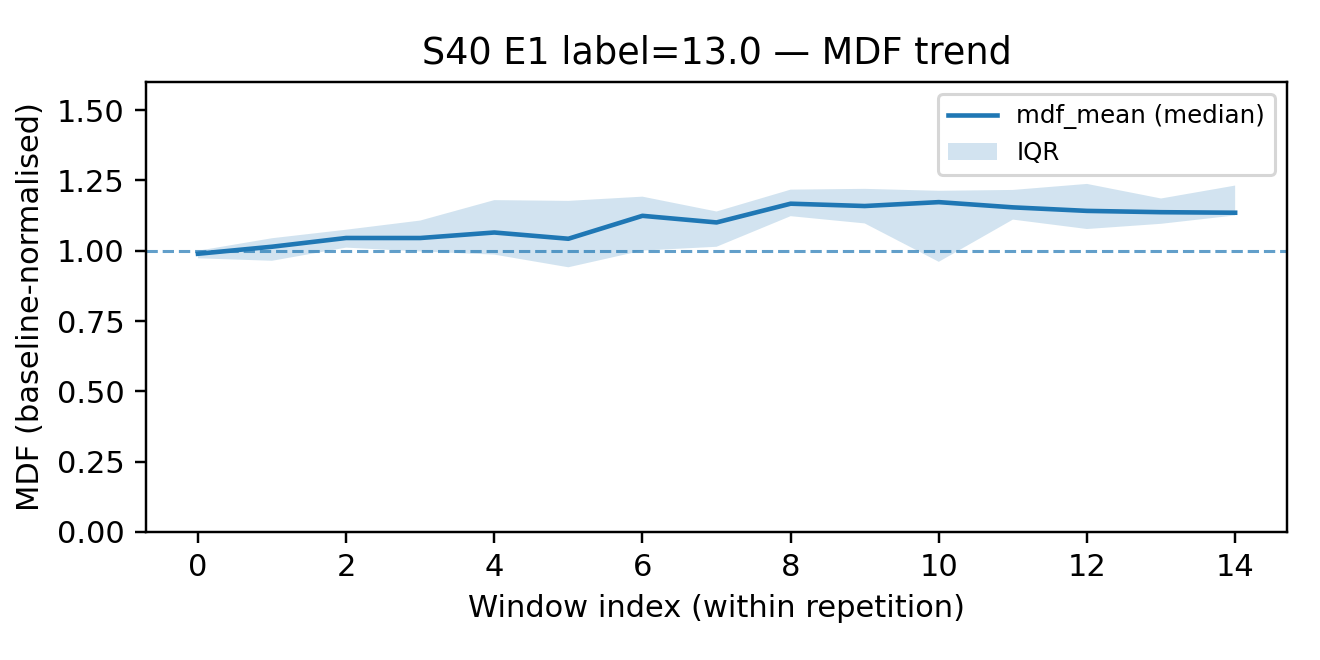 S40 E1 label=13.0 — MDF trend
mdf_mean (median)
IQR
MDF (baseline-normalised)
1.50
1.25
1.00
0.75
0.50
0.25
0.00
0 2 4 6 8 10 12 14
Window index (within repetition)